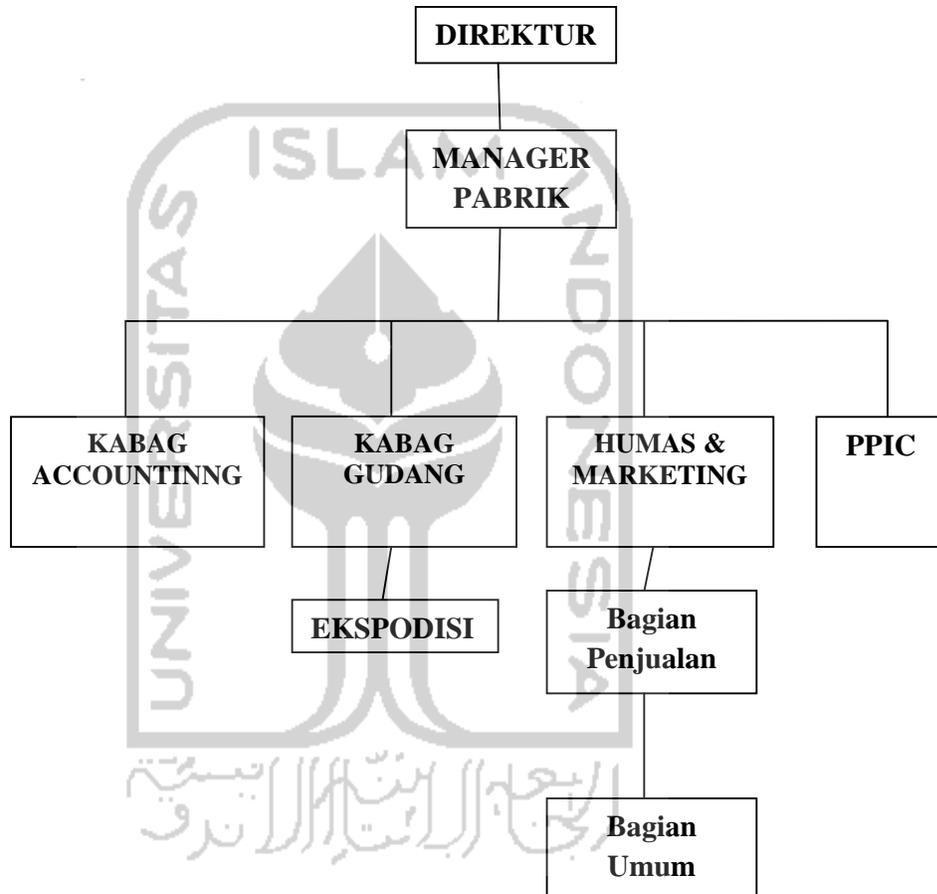 DIREKTUR
MANAGER
PABRIK
KABAG
ACCOUNTINNG
KABAG
GUDANG
HUMAS &
MARKETING
PPIC
EKSPODISI
Bagian
Penjualan
Bagian
Umum
UNIVERSITAS
ISLAM
INDONESIA